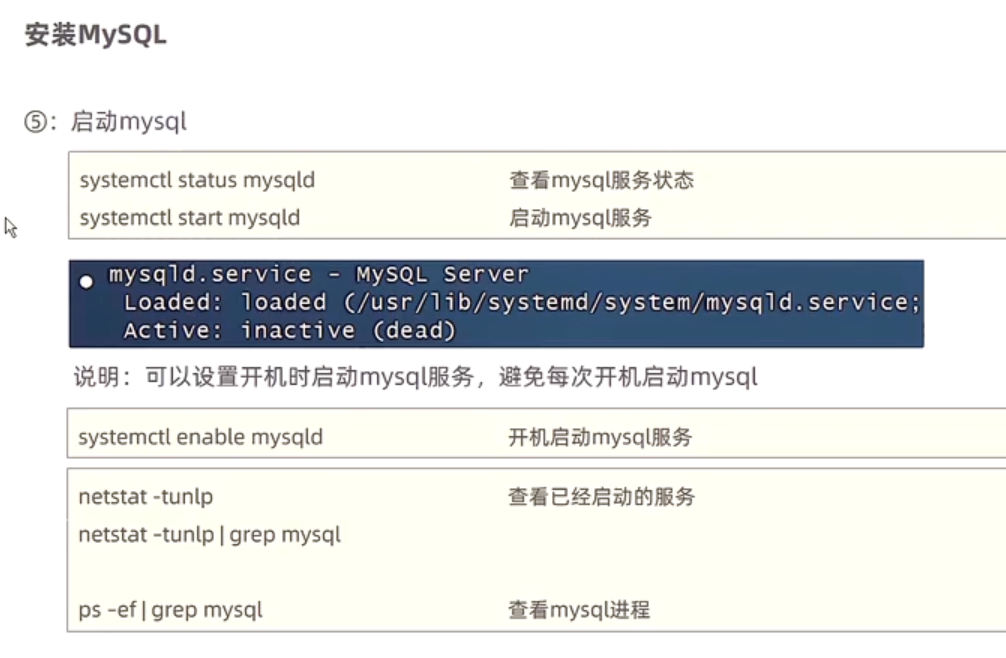 安装MySQL
⑤：启动mysql
systemctl status mysqld 查看mysql服务状态
systemctl start mysqld 启动mysql服务
● mysqld.service - MySQL Server
Loaded: loaded (/usr/lib/systemd/system/mysqld.service;
Active: inactive (dead)
说明：可以设置开机时启动mysql服务，避免每次开机启动mysql
systemctl enable mysqld 开机启动mysql服务
netstat -tunlp 查看已经启动的服务
netstat -tunlp | grep mysql
ps –ef | grep mysql 查看mysql进程